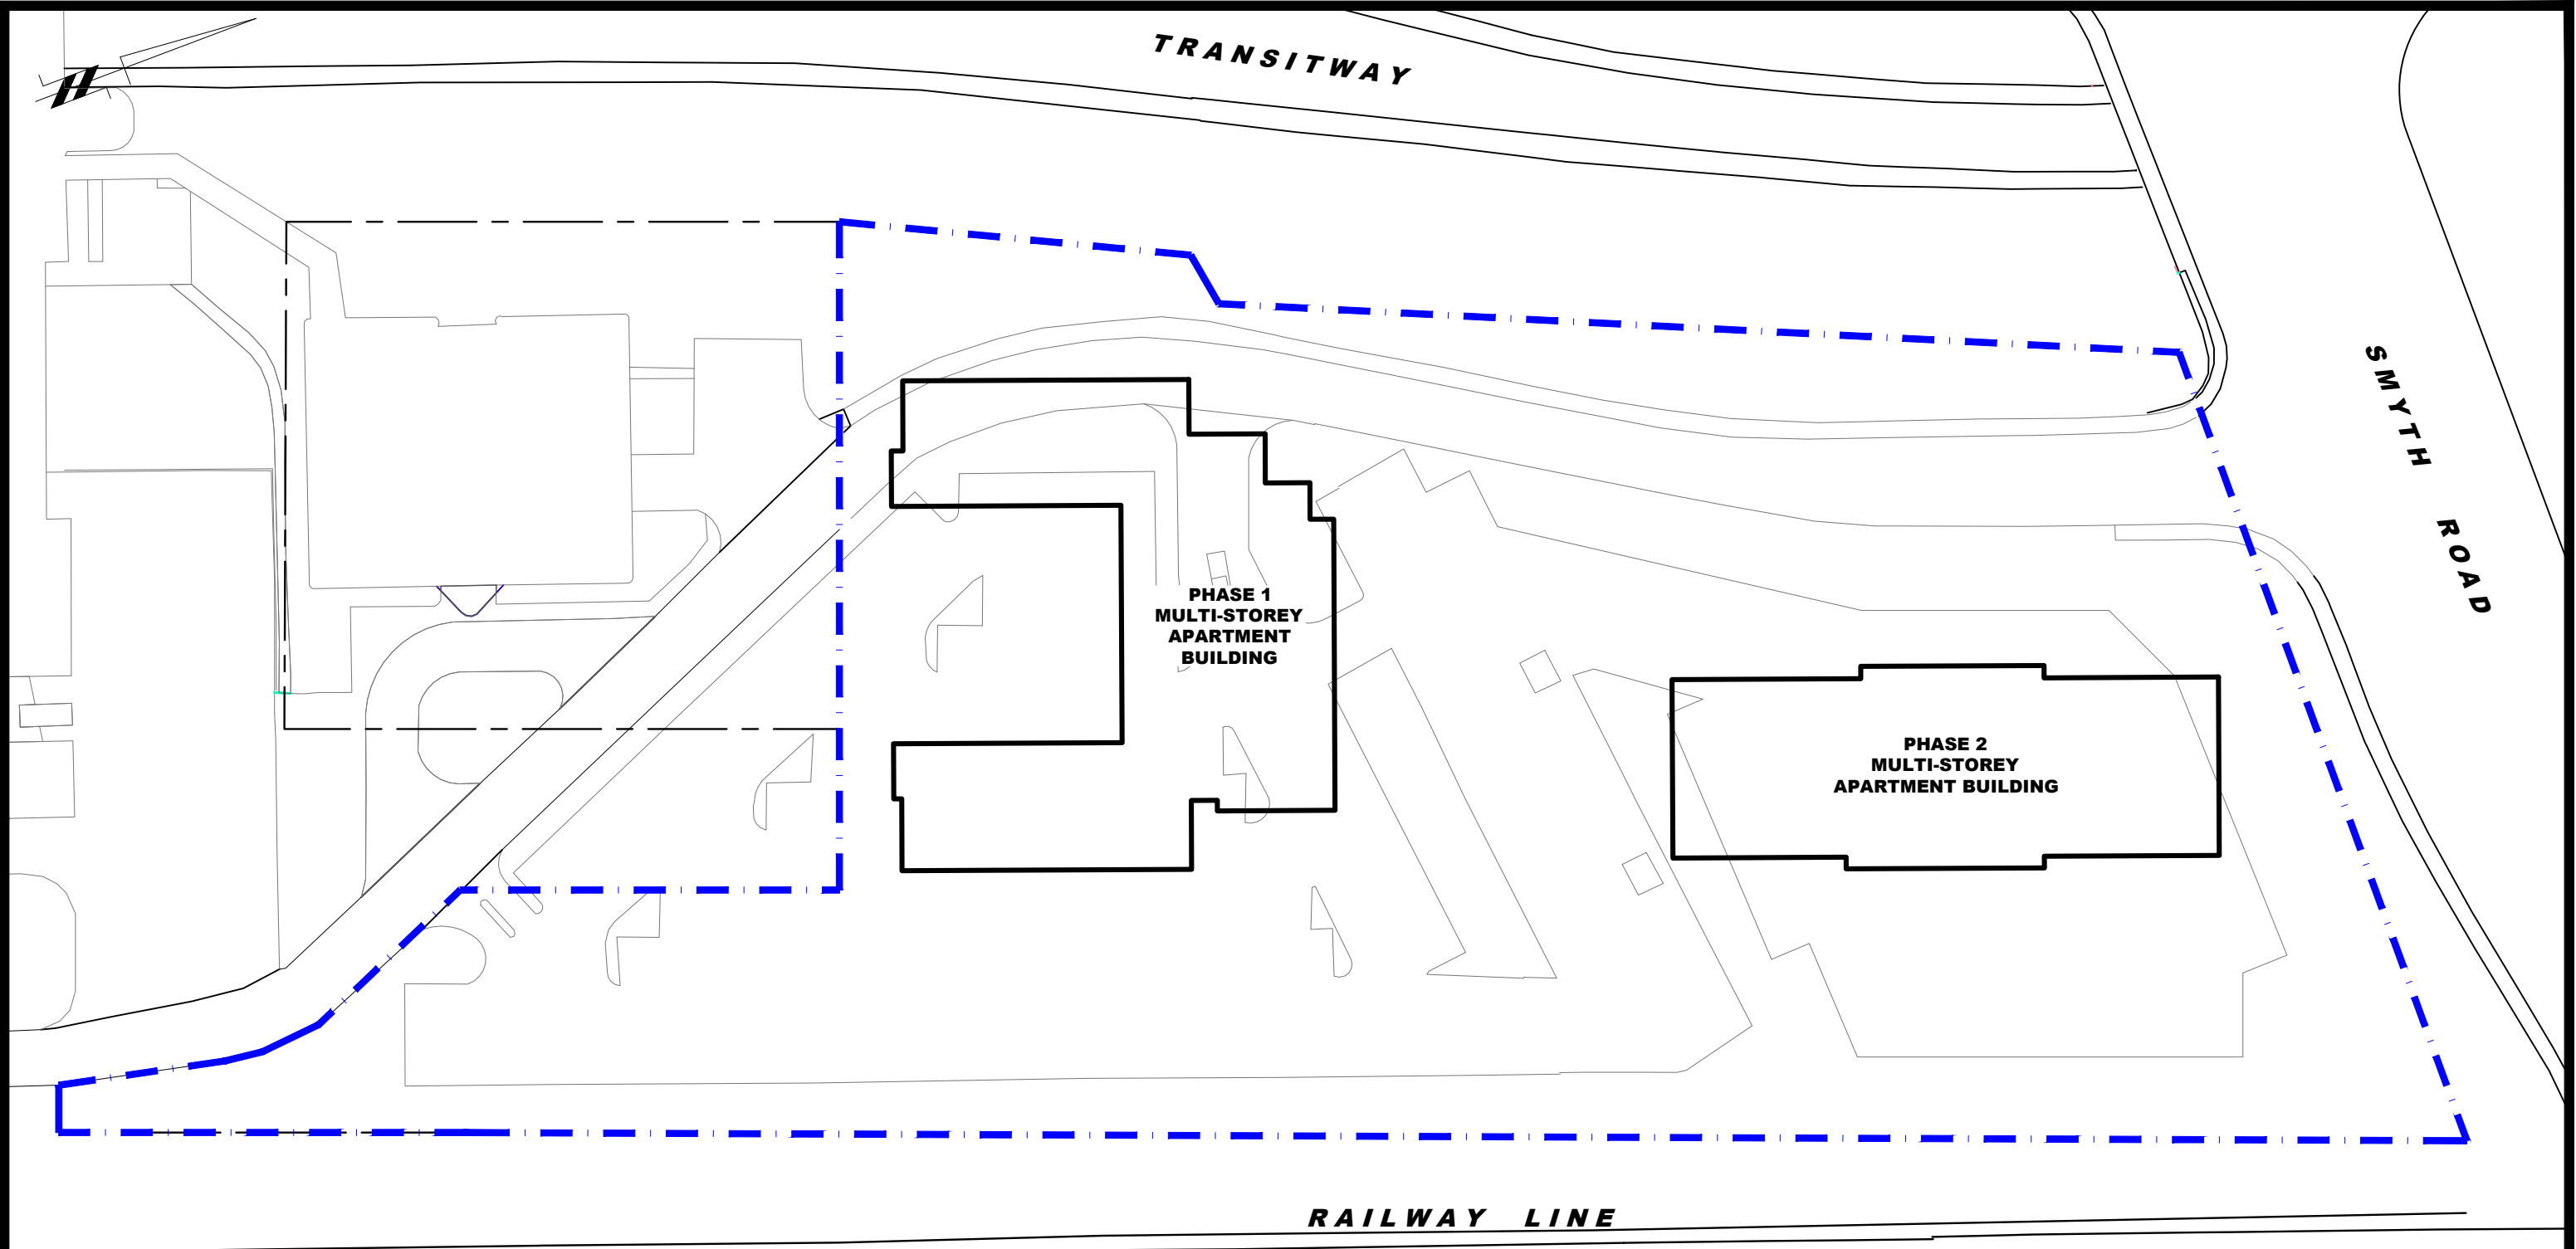 TRANSITWAY
SMYTH ROAD
PHASE 1
MULTI-STOREY
APARTMENT
BUILDING
PHASE 2
MULTI-STOREY
APARTMENT BUILDING
RAILWAY LINE